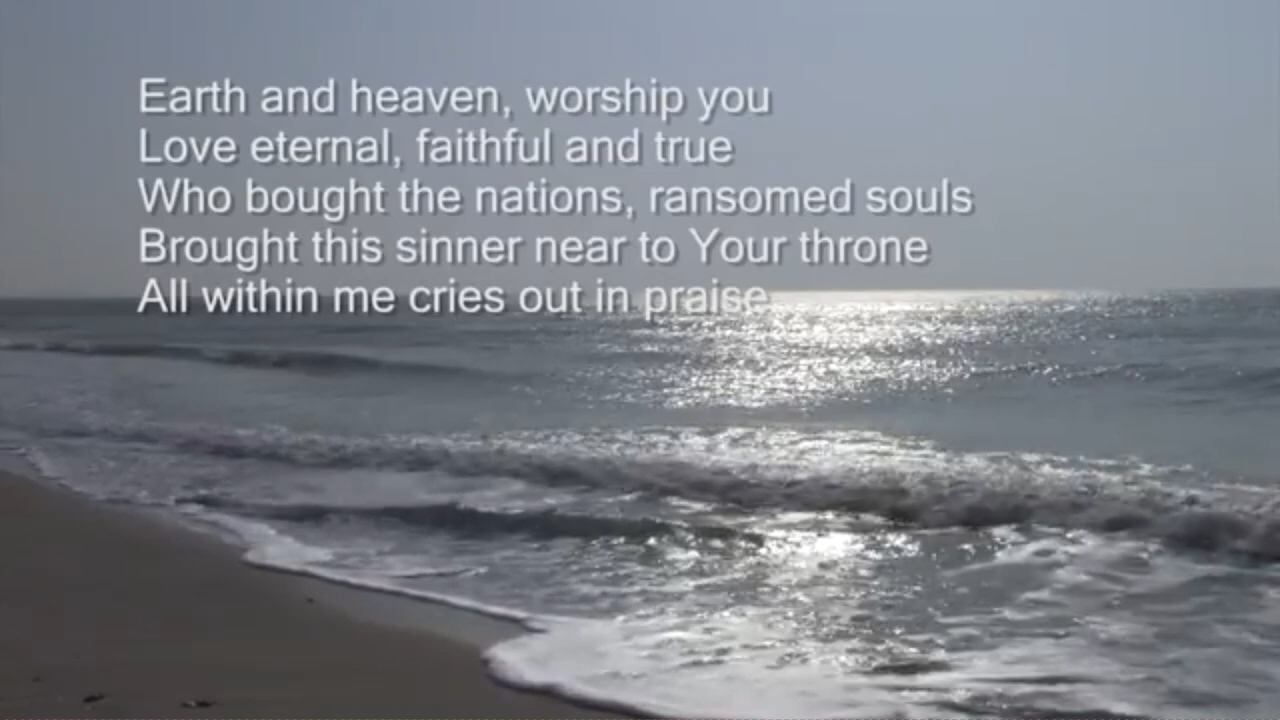 Earth and heaven, worship you
Love eternal, faithful and true
Who bought the nations, ransomed souls
Brought this sinner near to Your throne
All within me cries out in praise